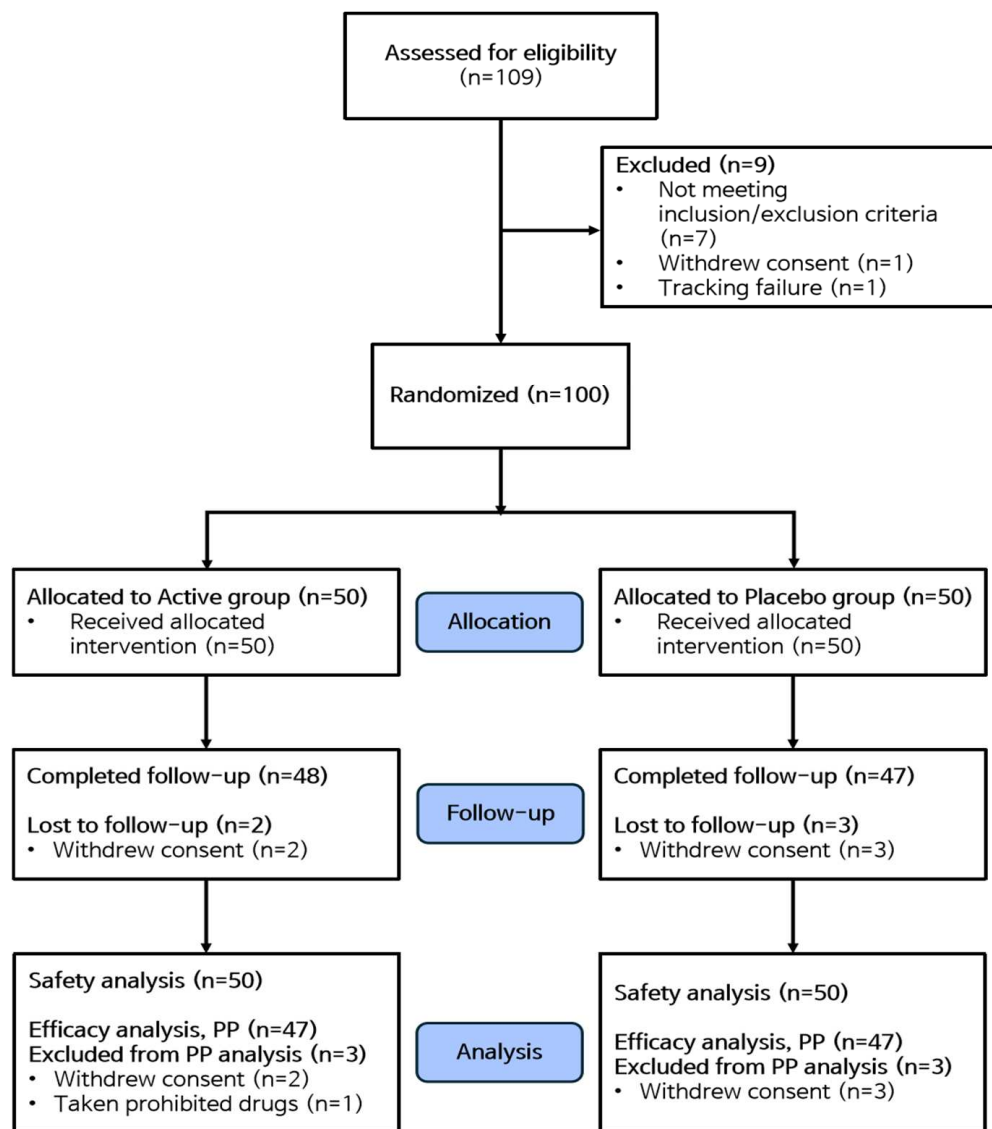 Assessed for eligibility
(n=109)
Excluded (n=9)
• Not meeting
inclusion/exclusion criteria
(n=7)
• Withdrew consent (n=1)
• Tracking failure (n=1)
Randomized (n=100)
Allocated to Active group (n=50)
• Received allocated
intervention (n=50)
Allocation
Allocated to Placebo group (n=50)
• Received allocated
intervention (n=50)
Completed follow-up (n=48)
Lost to follow-up (n=2)
• Withdrew consent (n=2)
Follow-up
Completed follow-up (n=47)
Lost to follow-up (n=3)
• Withdrew consent (n=3)
Safety analysis (n=50)
Efficacy analysis, PP (n=47)
Excluded from PP analysis (n=3)
• Withdrew consent (n=2)
• Taken prohibited drugs (n=1)
Analysis
Safety analysis (n=50)
Efficacy analysis, PP (n=47)
Excluded from PP analysis (n=3)
• Withdrew consent (n=3)